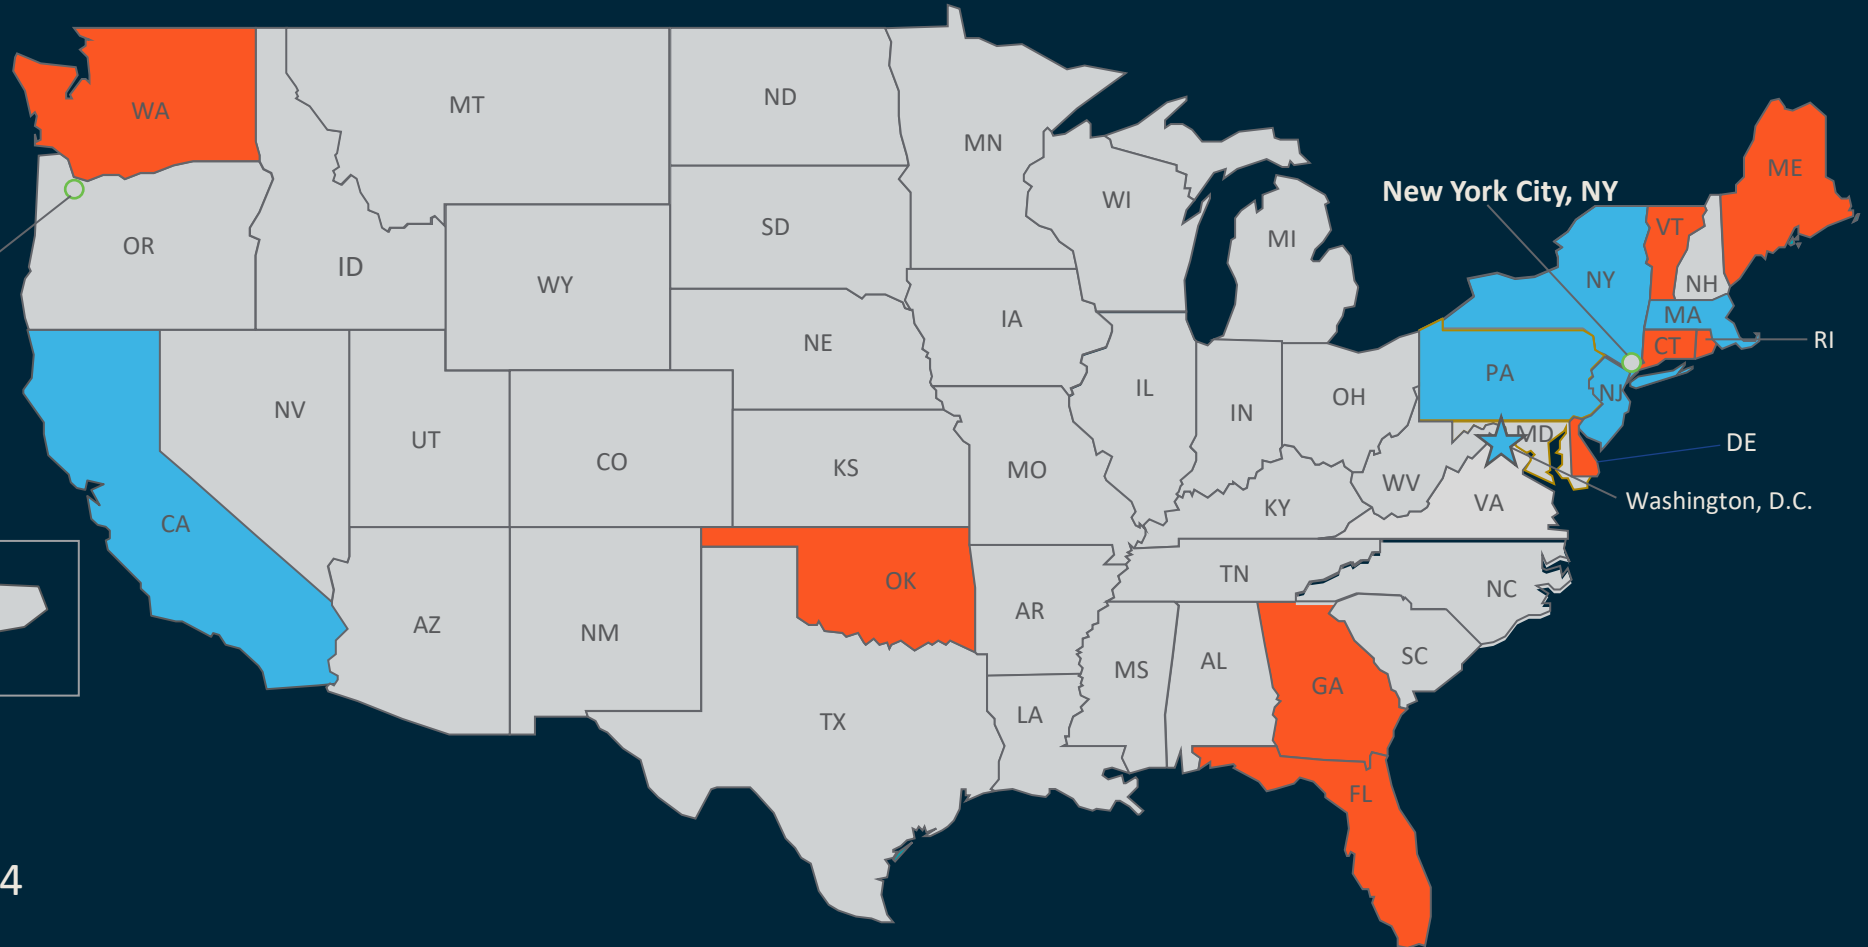 WA
MT
ND
MN
ME
OR
ID
WY
SD
WI
MI
New York City, NY
VT
NY
NH
MA
NE
IA
CT
RI
NV
UT
CO
KS
MO
IL
IN
OH
PA
NJ
MD
DE
WV
VA
Washington, D.C.
KY
CA
AZ
NM
OK
AR
TN
NC
SC
TX
LA
MS
AL
GA
FL
4